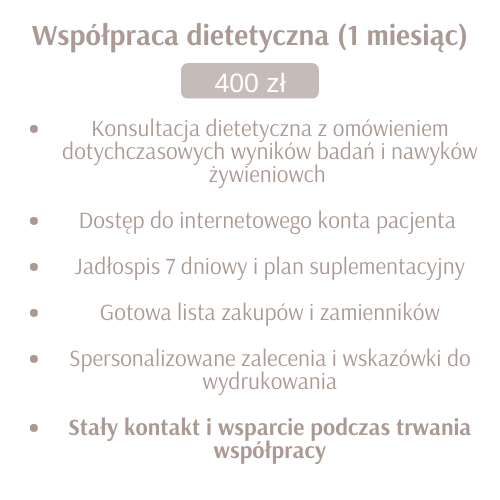 Współpraca dietetyczna (1 miesiąc)
400 zł
• Konsultacja dietetyczna z omówieniem
dotychczasowych wyników badań i nawyków
żywieniowch
• Dostęp do internetowego konta pacjenta
• Jadłospis 7 dniowy i plan suplementacyjny
• Gotowa lista zakupów i zamienników
• Spersonalizowane zalecenia i wskazówki do
wydrukowania
• Stały kontakt i wsparcie podczas trwania
współpracy